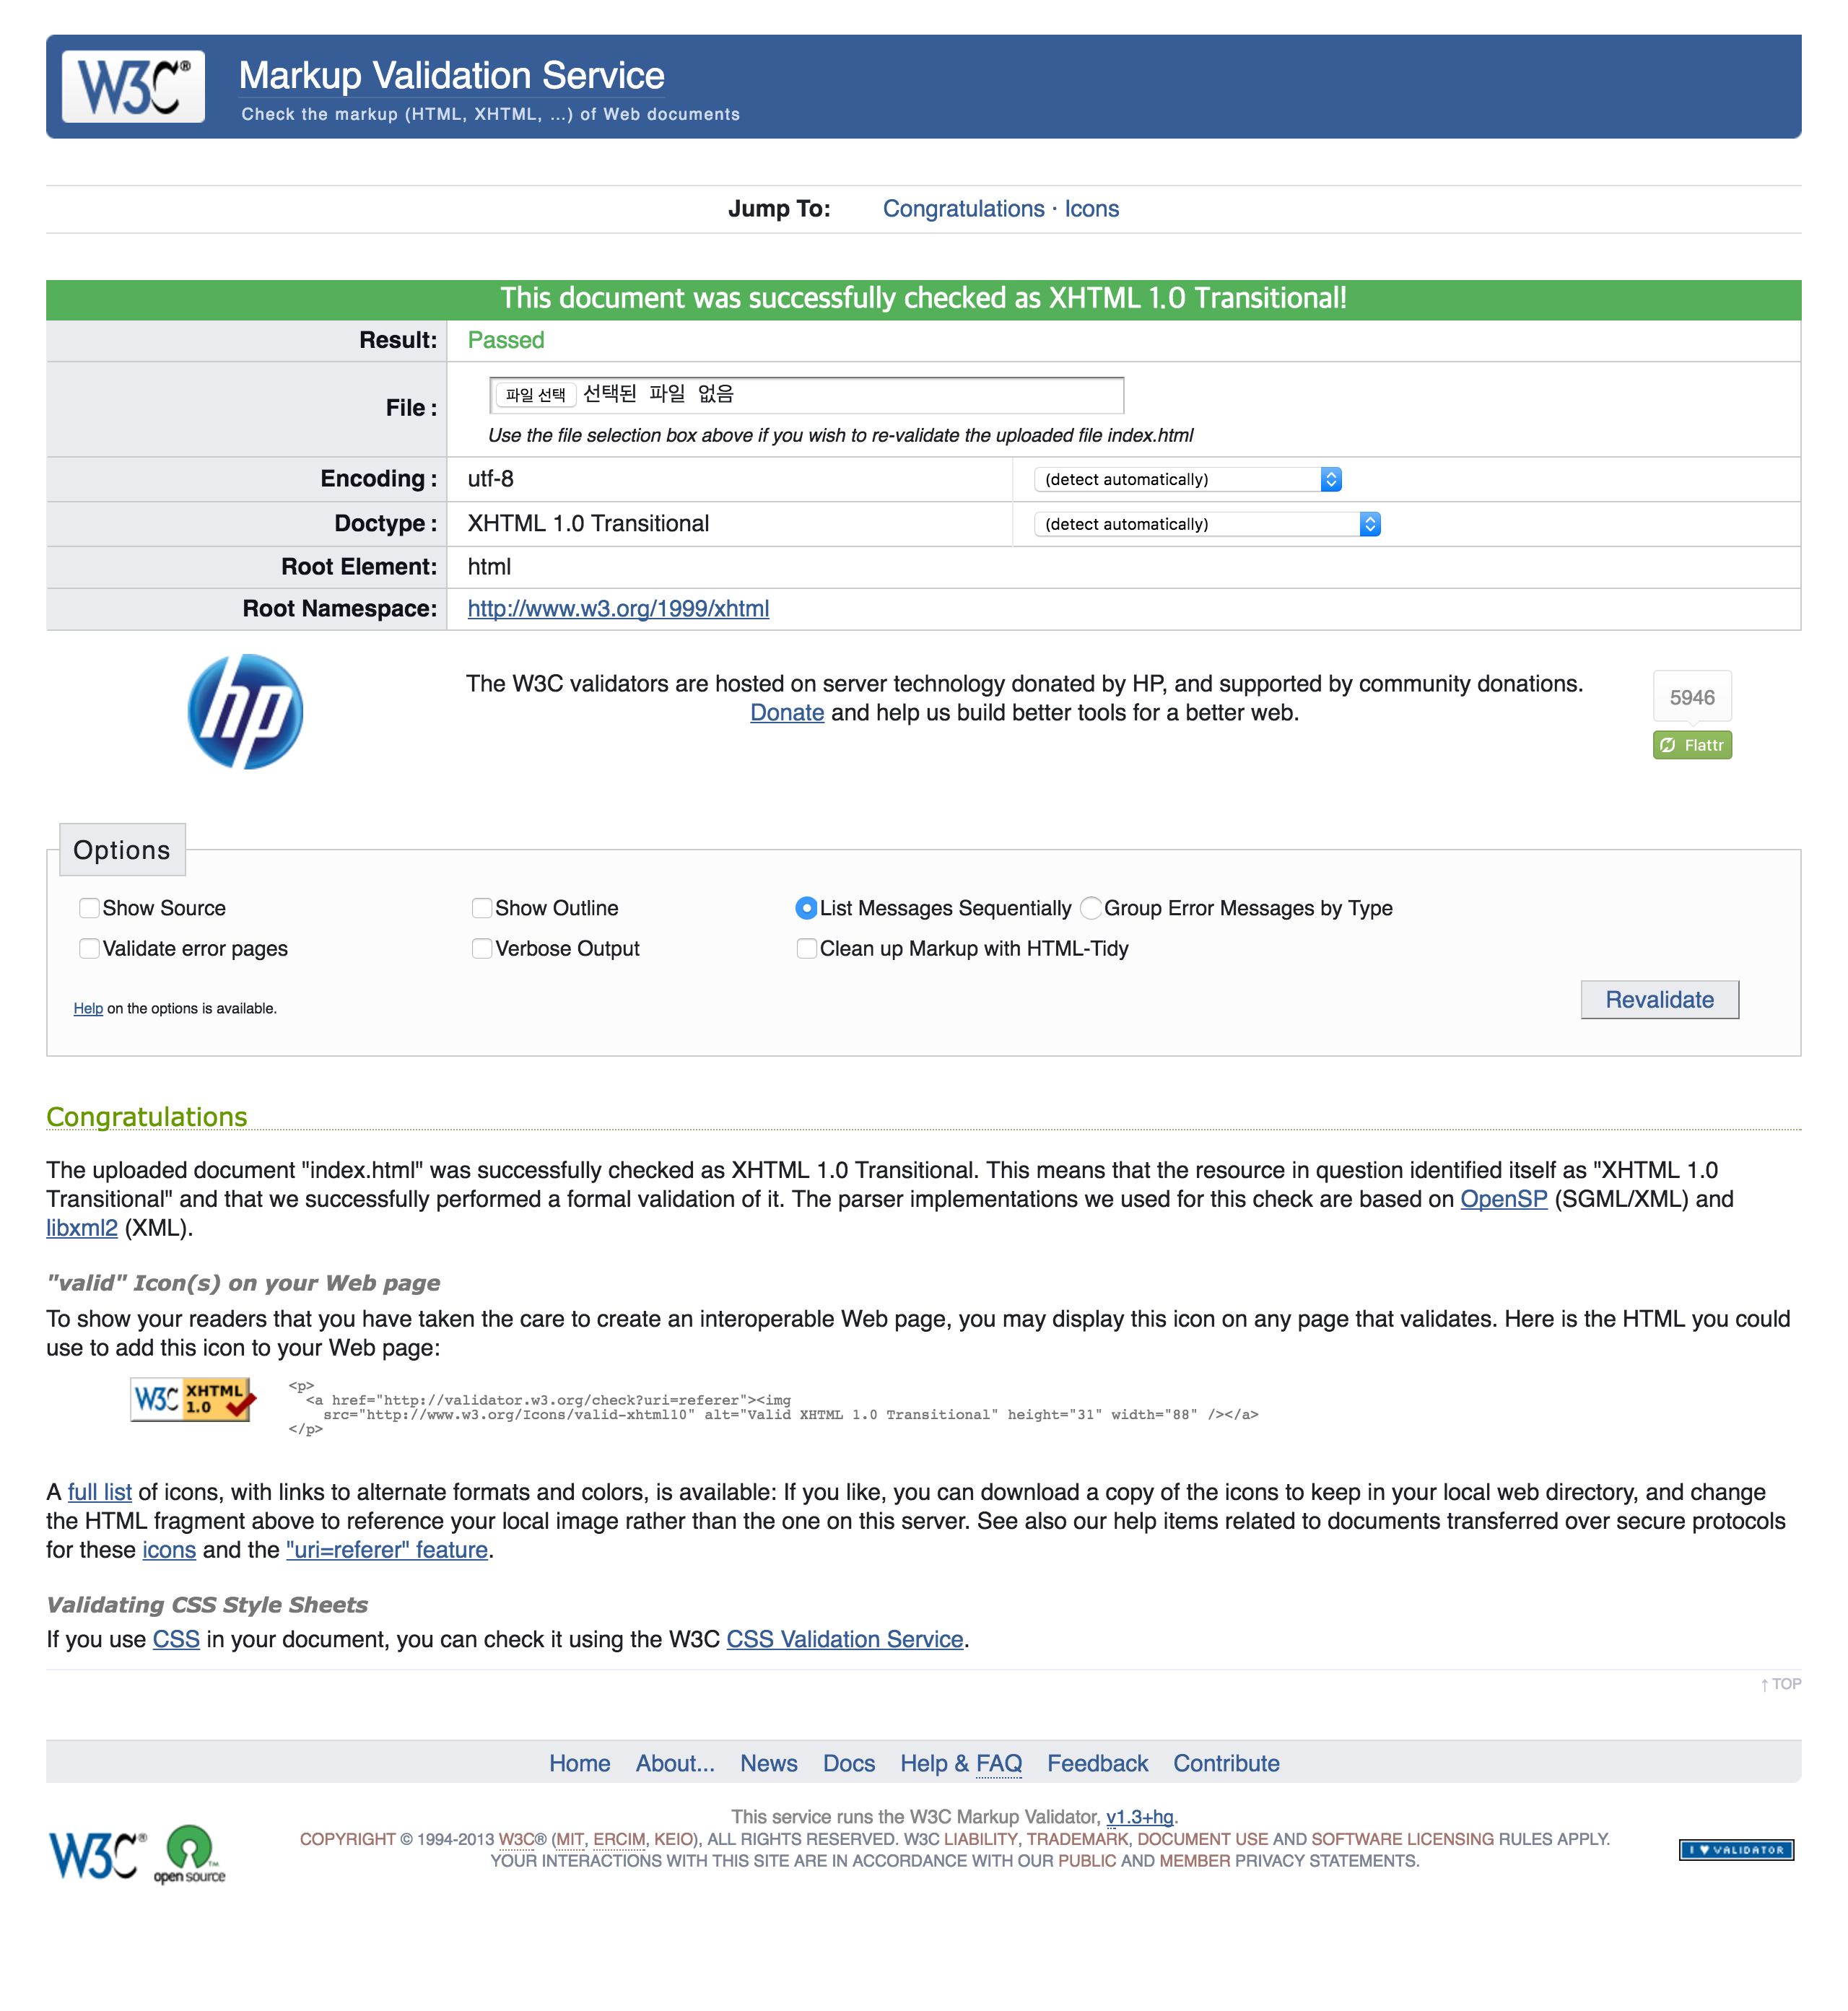 W3C®
Markup Validation Service
Check the markup (HTML, XHTML, ...) of Web documents
Jump To: Congratulations · Icons
This document was successfully checked as XHTML 1.0 Transitional!
Result: Passed
File : 파일 선택 선택된 파일 없음
Use the file selection box above if you wish to re-validate the uploaded file index.html
Encoding : utf-8 (detect automatically)
Doctype : XHTML 1.0 Transitional (detect automatically)
Root Element: html
Root Namespace: http://www.w3.org/1999/xhtml
hp
The W3C validators are hosted on server technology donated by HP, and supported by community donations.
Donate and help us build better tools for a better web.
5946
Flattr
Options
Show Source Show Outline List Messages Sequentially Group Error Messages by Type
Validate error pages Verbose Output Clean up Markup with HTML-Tidy
Help on the options is available.
Revalidate
Congratulations
The uploaded document "index.html" was successfully checked as XHTML 1.0 Transitional. This means that the resource in question identified itself as "XHTML 1.0
Transitional" and that we successfully performed a formal validation of it. The parser implementations we used for this check are based on OpenSP (SGML/XML) and
libxml2 (XML).
"valid" Icon(s) on your Web page
To show your readers that you have taken the care to create an interoperable Web page, you may display this icon on any page that validates. Here is the HTML you could
use to add this icon to your Web page:
W3C XHTML 1.0
<p>
<a href="http://validator.w3.org/check?uri=referer"><img
src="http://www.w3.org/Icons/valid-xhtml10" alt="Valid XHTML 1.0 Transitional" height="31" width="88" /></a>
</p>
A full list of icons, with links to alternate formats and colors, is available: If you like, you can download a copy of the icons to keep in your local web directory, and change
the HTML fragment above to reference your local image rather than the one on this server. See also our help items related to documents transferred over secure protocols
for these icons and the "uri=referer" feature.
Validating CSS Style Sheets
If you use CSS in your document, you can check it using the W3C CSS Validation Service.
↑ TOP
Home About... News Docs Help & FAQ Feedback Contribute
This service runs the W3C Markup Validator, v1.3+hg.
COPYRIGHT © 1994-2013 W3C® (MIT, ERCIM, KEIO), ALL RIGHTS RESERVED. W3C LIABILITY, TRADEMARK, DOCUMENT USE AND SOFTWARE LICENSING RULES APPLY.
YOUR INTERACTIONS WITH THIS SITE ARE IN ACCORDANCE WITH OUR PUBLIC AND MEMBER PRIVACY STATEMENTS.
W3C®
open source™
I ♥ VALIDATOR